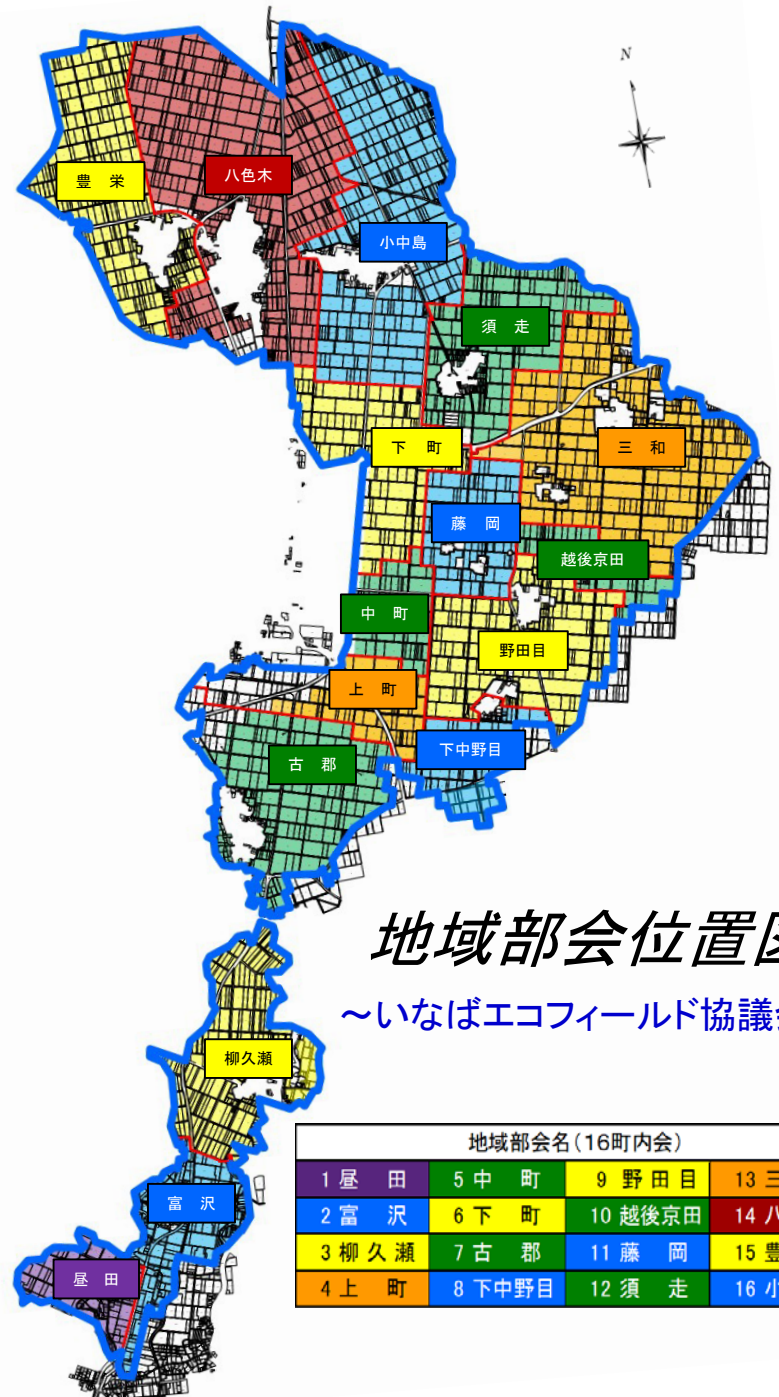 N
豊 栄
八色木
小中島
須 走
下 町
三 和
藤 岡
越後京田
中 町
野田目
上 町
下中野目
古 郡
地域部会位置図
~いなばエコフィールド協議会
柳久瀬
富 沢
昼 田
地域部会名(16町内会)
1 昼 田 5 中 町 9 野田目 13 三
2 富 沢 6 下 町 10 越後京田 14 八
3 柳久瀬 7 古 郡 11 藤 岡 15 豊
4 上 町 8 下中野目 12 須 走 16 小